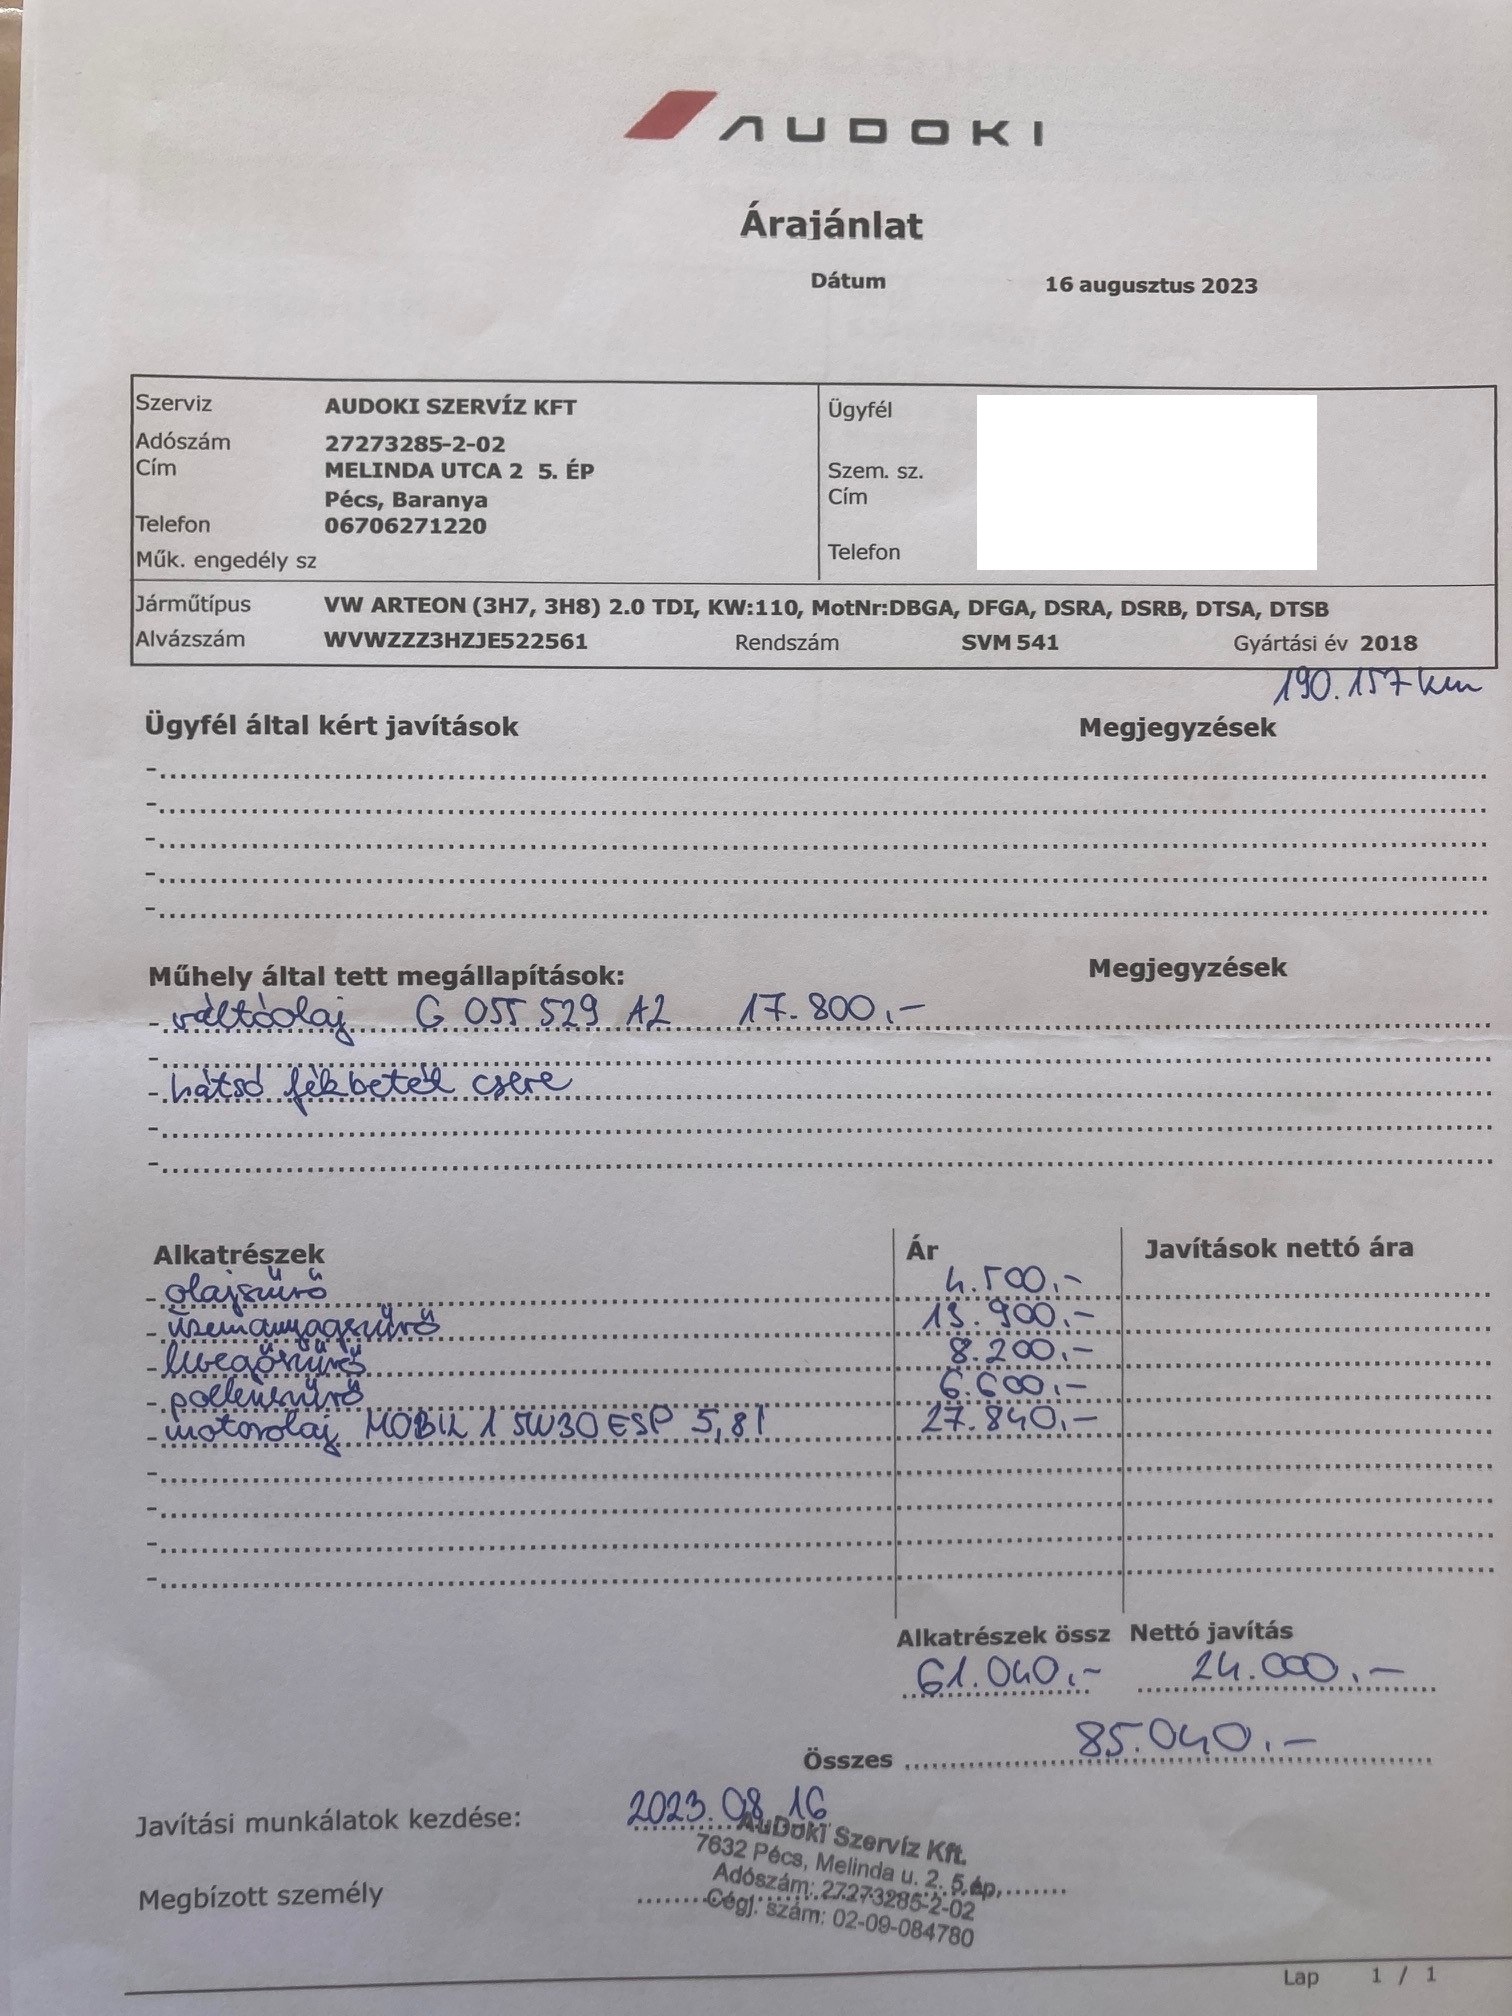 AUDOKI
Árajánlat
Dátum 16 augusztus 2023
Szerviz AUDOKI SZERVÍZ KFT Ügyfél
Adószám 27273285-2-02
Cím MELINDA UTCA 2 5. ÉP Szem. sz.
Pécs, Baranya Cím
Telefon 06706271220 Telefon
Műk. engedély sz
Járműtípus VW ARTEON (3H7, 3H8) 2.0 TDI, KW:110, MotNr:DBGA, DFGA, DSRA, DSRB, DTSA, DTSB
Alvázszám WVWZZZ3HZJE522561 Rendszám SVM 541 Gyártási év 2018
190.157 km
Ügyfél által kért javítások Megjegyzések
-
-
-
-
-
Műhely által tett megállapítások: Megjegyzések
- váltóolaj G 055 529 A2 17.800,-
-
- hátsó fékbetét csere
-
-
Alkatrészek Ár Javítások nettó ára
- olajszűrő 4.500,-
- üzemanyagszűrő 13.900,-
- levegőszűrő 8.200,-
- pollenszűrő 6.600,-
- motorolaj MOBIL 1 5W30 ESP 5,8l 27.840,-
-
-
-
-
Alkatrészek össz Nettó javítás
61.040,- 24.000,-
Összes 85.040,-
Javítási munkálatok kezdése: 2023.08.16
AuDoki Szervíz Kft.
7632 Pécs, Melinda u. 2. 5.ép.
Megbízott személy
Adószám: 27273285-2-02
Cégj. szám: 02-09-084780
Lap 1 / 1